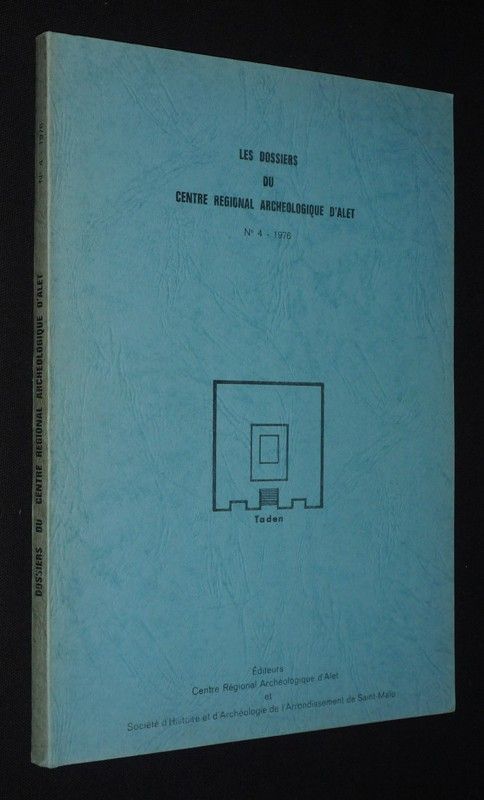 LES DOSSIERS
DU
CENTRE REGIONAL ARCHEOLOGIQUE D'ALET
N° 4 - 1976
Taden
Éditeurs
Centre Régional Archéologique d'Alet
et
Société d'Histoire et d'Archéologie de l'Arrondissement de Saint-Malo
DOSSIERS DU CENTRE REGIONAL ARCHEOLOGIQUE D'ALET N° 4 - 1976